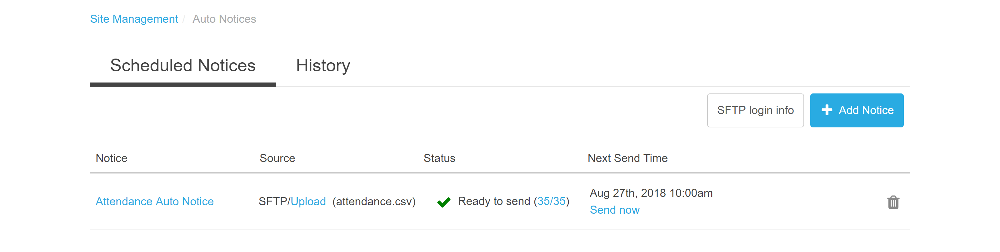 Site Management / Auto Notices
Scheduled Notices History
SFTP login info Add Notice
Notice Source Status Next Send Time
Attendance Auto Notice SFTP/Upload (attendance.csv) Ready to send (35/35) Aug 27th, 2018 10:00am
Send now